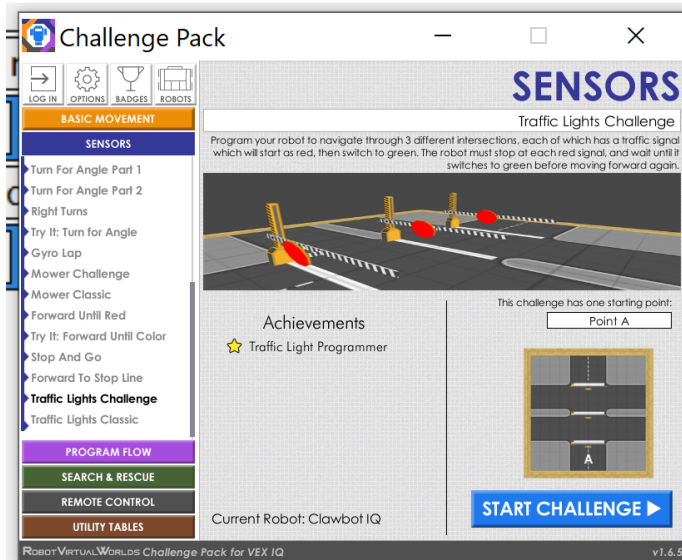 Challenge Pack
LOG IN
OPTIONS
BADGES
ROBOTS
BASIC MOVEMENT
SENSORS
Turn For Angle Part 1
Turn For Angle Part 2
Right Turns
Try It: Turn for Angle
Gyro Lap
Mower Challenge
Mower Classic
Forward Until Red
Try It: Forward Until Color
Stop And Go
Forward To Stop Line
Traffic Lights Challenge
Traffic Lights Classic
PROGRAM FLOW
SEARCH & RESCUE
REMOTE CONTROL
UTILITY TABLES
SENSORS
Traffic Lights Challenge
Program your robot to navigate through 3 different intersections, each of which has a traffic signal
which will start as red, then switch to green. The robot must stop at each red signal, and wait until it
switches to green before moving forward again.
Achievements
Traffic Light Programmer
Current Robot: Clawbot IQ
This challenge has one starting point:
Point A
A
START CHALLENGE
ROBOTVIRTUALWORLDS Challenge Pack for VEX IQ
v1.6.5